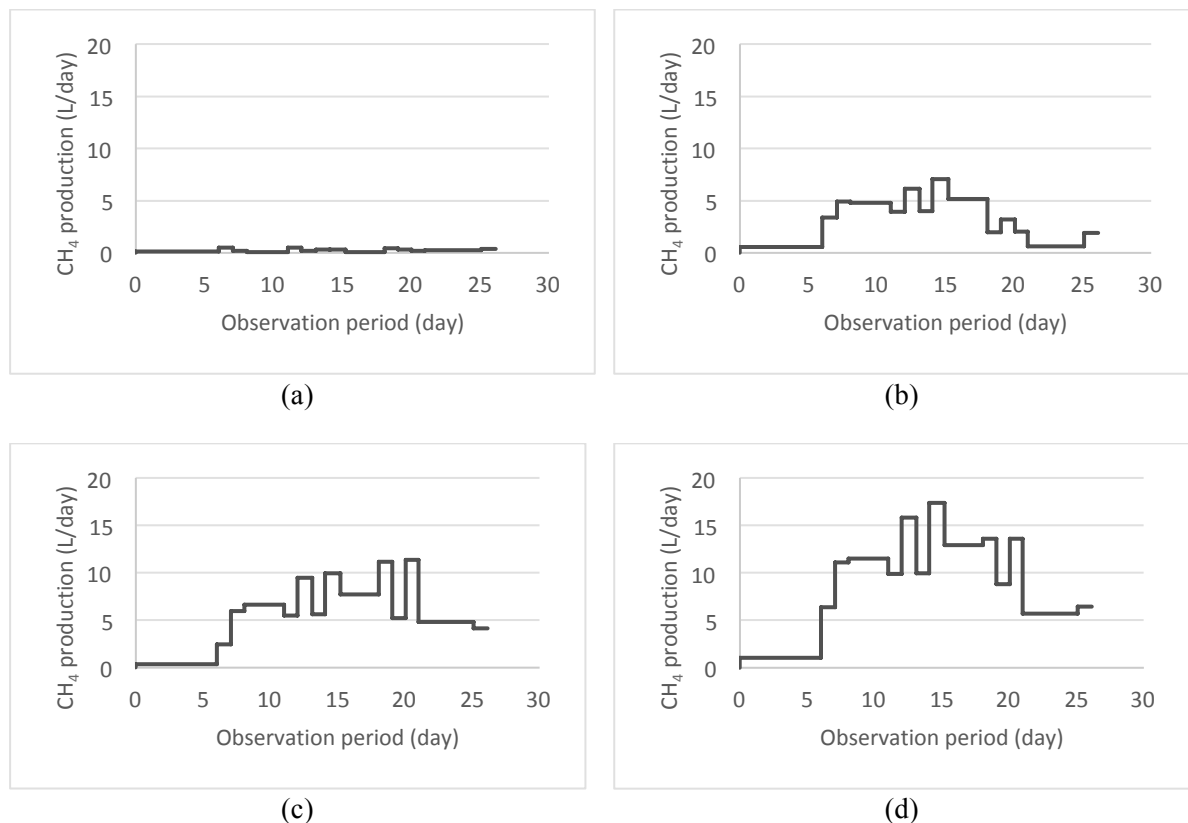 20
15
10
5
0
CH₄ production (L/day)
0 5 10 15 20 25 30
Observation period (day)
(a)
20
15
10
5
0
CH₄ production (L/day)
0 5 10 15 20 25 30
Observation period (day)
(b)
20
15
10
5
0
CH₄ production (L/day)
0 5 10 15 20 25 30
Observation period (day)
(c)
20
15
10
5
0
CH₄ production (L/day)
0 5 10 15 20 25 30
Observation period (day)
(d)